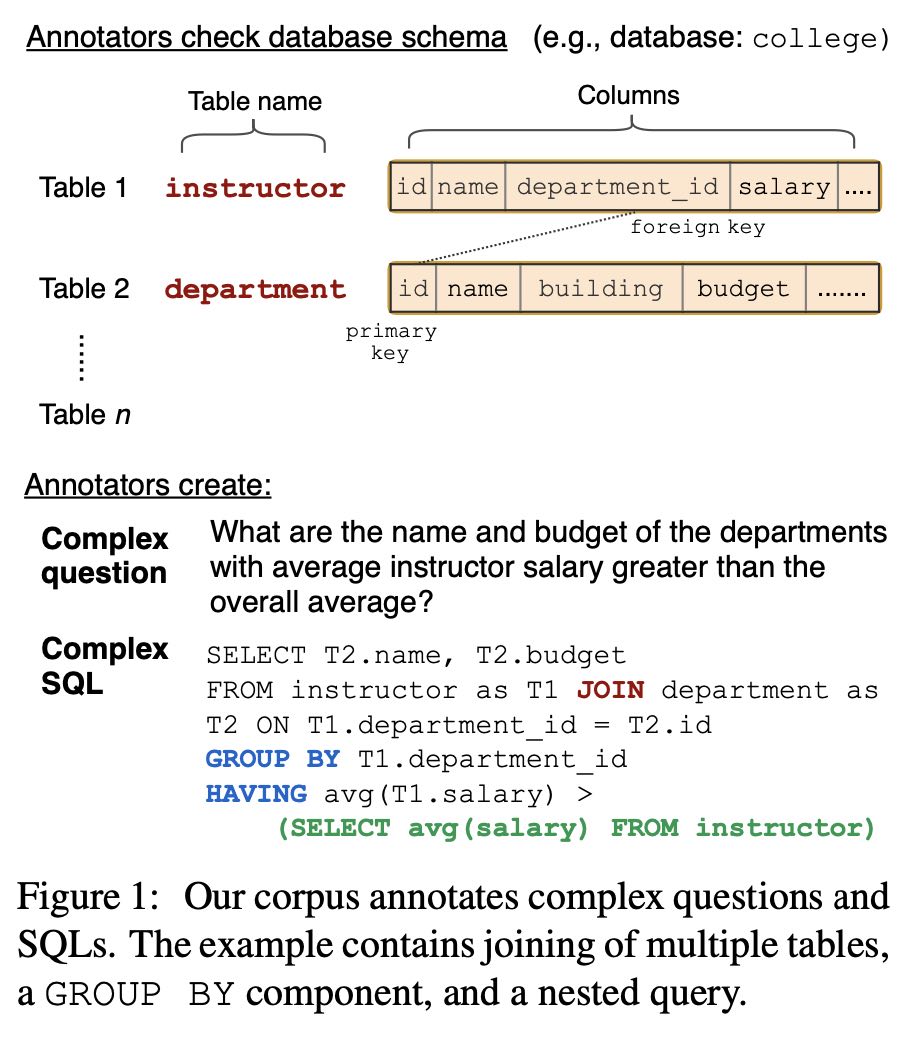 Annotators check database schema (e.g., database: college)
Table name
Columns
Table 1 instructor id name department_id salary ....
foreign key
Table 2 department id name building budget .......
primary
key
Table n
Annotators create:
Complex
question
What are the name and budget of the departments
with average instructor salary greater than the
overall average?
Complex
SQL
SELECT T2.name, T2.budget
FROM instructor as T1 JOIN department as
T2 ON T1.department_id = T2.id
GROUP BY T1.department_id
HAVING avg(T1.salary) >
(SELECT avg(salary) FROM instructor)
Figure 1: Our corpus annotates complex questions and
SQLs. The example contains joining of multiple tables,
a GROUP BY component, and a nested query.